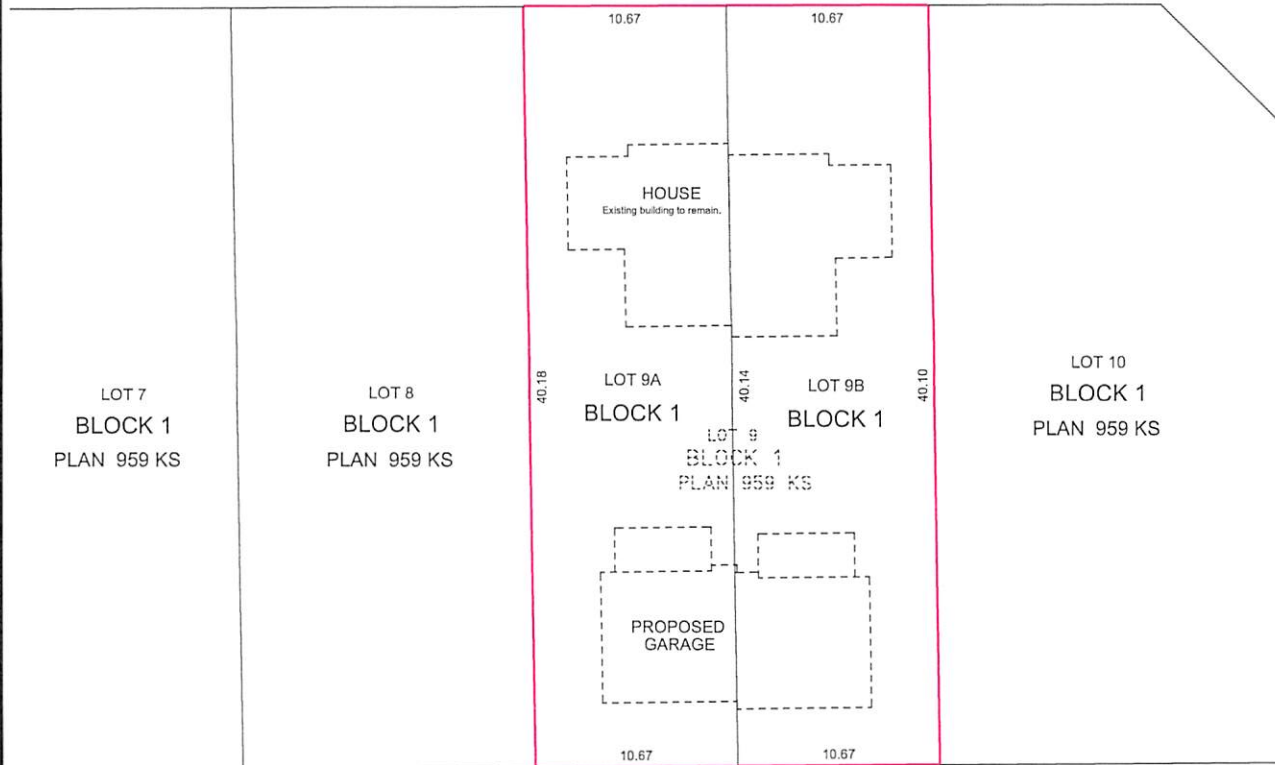 10.67
10.67
HOUSE
Existing building to remain.
LOT 7
BLOCK 1
PLAN 959 KS
LOT 8
BLOCK 1
PLAN 959 KS
40.18
LOT 9A
BLOCK 1
40.14
LOT 9B
BLOCK 1
40.10
LOT 9
BLOCK 1
PLAN 959 KS
LOT 10
BLOCK 1
PLAN 959 KS
PROPOSED
GARAGE
10.67
10.67